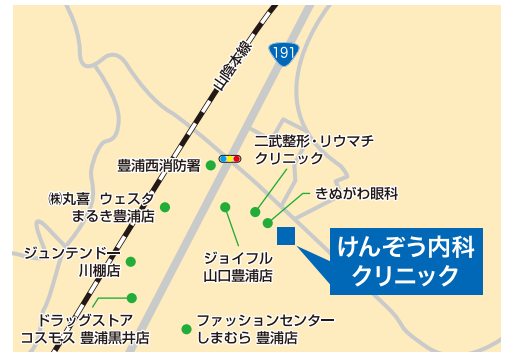 山陰本線
191
二武整形・リウマチ
クリニック
豊浦西消防署
きぬがわ眼科
㈱丸喜 ウェスタ
まるき豊浦店
けんぞう内科
クリニック
ジュンテンドー
川棚店
ジョイフル
山口豊浦店
ドラッグストア
コスモス 豊浦黒井店
ファッションセンター
しまむら 豊浦店